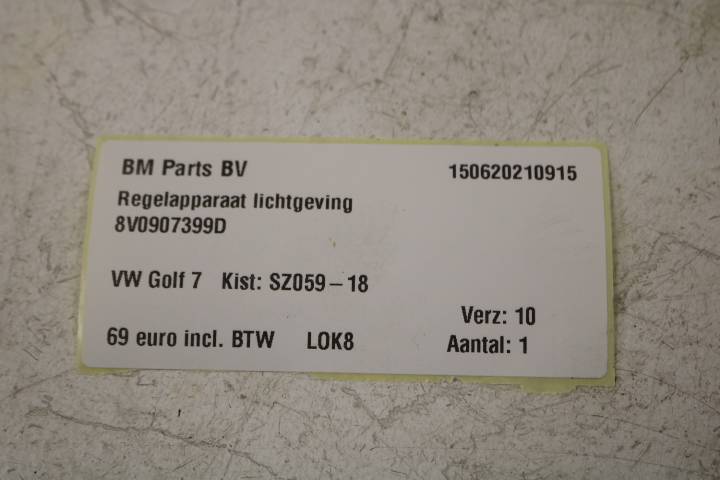 BM Parts BV 150620210915
Regelapparaat lichtgeving
8V0907399D
VW Golf 7 Kist: SZ059-18
Verz: 10
69 euro incl. BTW LOK8 Aantal: 1